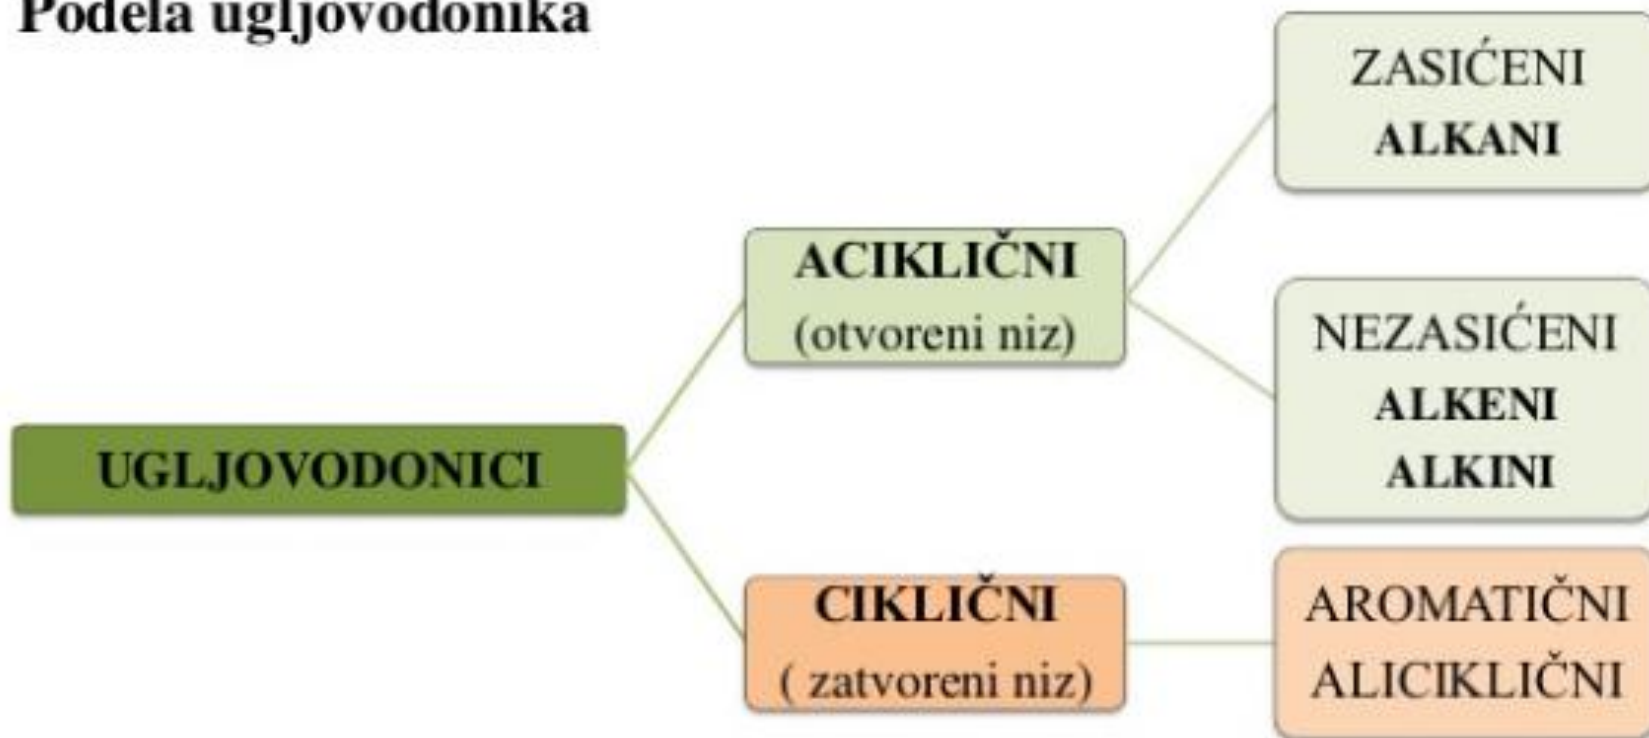 Podela ugljovodonika
ZASIĆENI
ALKANI
ACIKLIČNI
(otvoreni niz)
NEZASIĆENI
ALKENI
ALKINI
UGLJOVODONICI
CIKLIČNI
( zatvoreni niz)
AROMATIČNI
ALICIKLIČNI